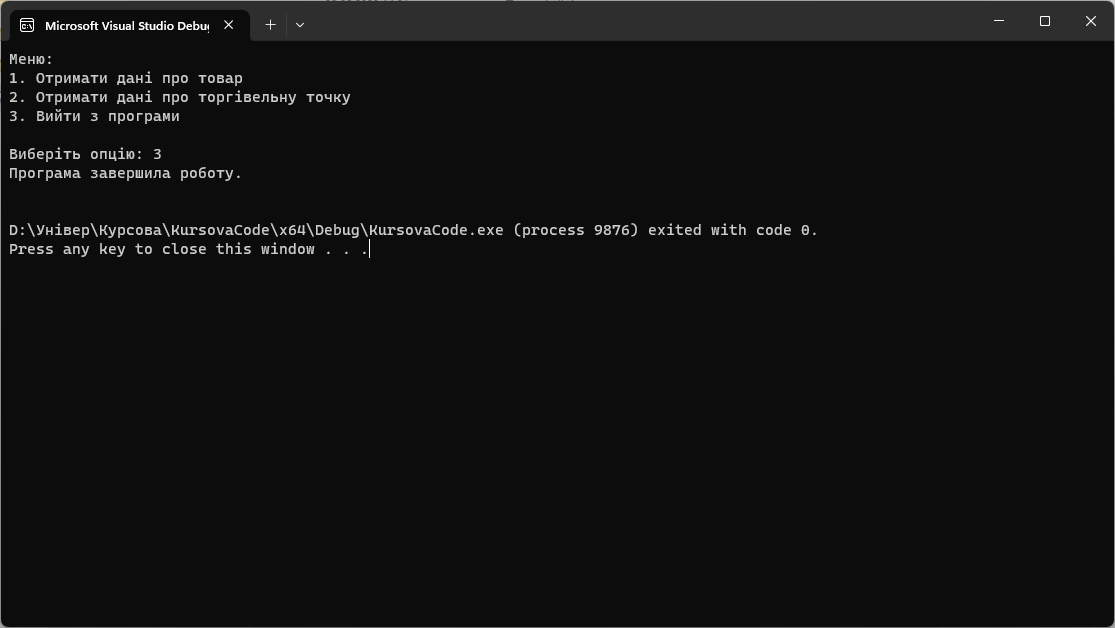 Microsoft Visual Studio Debug
Меню:
1. Отримати дані про товар
2. Отримати дані про торгівельну точку
3. Вийти з програми
Виберіть опцію: 3
Програма завершила роботу.
D:\Універ\Курсова\KursovaCode\x64\Debug\KursovaCode.exe (process 9876) exited with code 0.
Press any key to close this window . . .